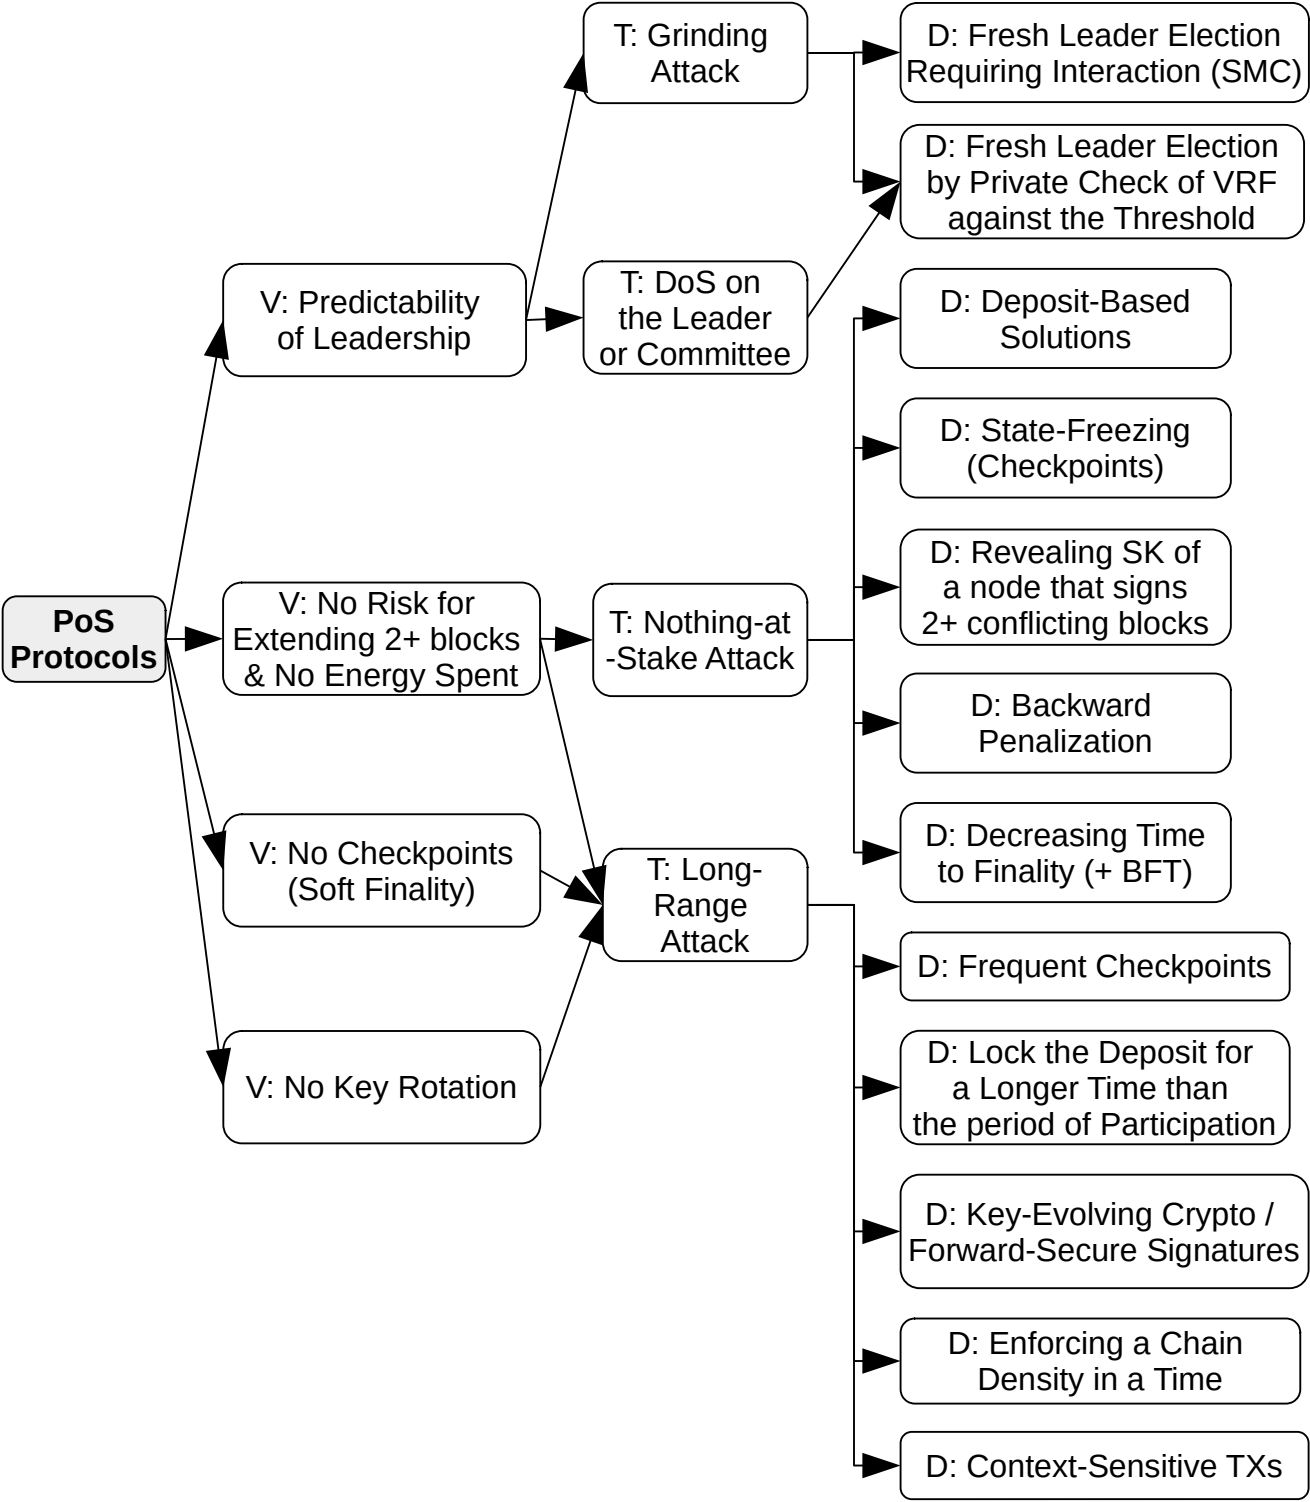 PoS
Protocols
V: Predictability
of Leadership
V: No Risk for
Extending 2+ blocks
& No Energy Spent
V: No Checkpoints
(Soft Finality)
V: No Key Rotation
T: Grinding
Attack
T: DoS on
the Leader
or Committee
T: Nothing-at
-Stake Attack
T: Long-
Range
Attack
D: Fresh Leader Election
Requiring Interaction (SMC)
D: Fresh Leader Election
by Private Check of VRF
against the Threshold
D: Deposit-Based
Solutions
D: State-Freezing
(Checkpoints)
D: Revealing SK of
a node that signs
2+ conflicting blocks
D: Backward
Penalization
D: Decreasing Time
to Finality (+ BFT)
D: Frequent Checkpoints
D: Lock the Deposit for
a Longer Time than
the period of Participation
D: Key-Evolving Crypto /
Forward-Secure Signatures
D: Enforcing a Chain
Density in a Time
D: Context-Sensitive TXs